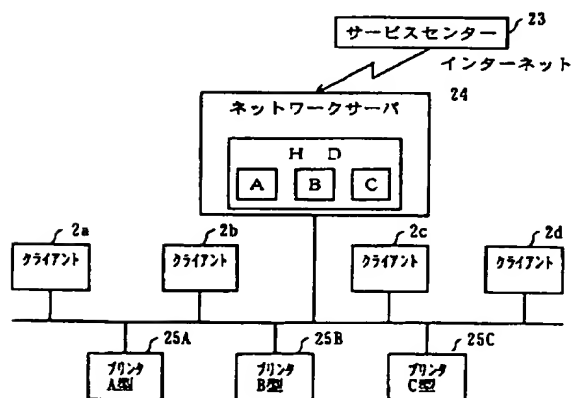 サービスセンター 23
インターネット
24
ネットワークサーバ
H D
A B C
2a 2b 2c 2d
クライアント クライアント クライアント クライアント
25A 25B 25C
プリンタ プリンタ プリンタ
A型 B型 C型